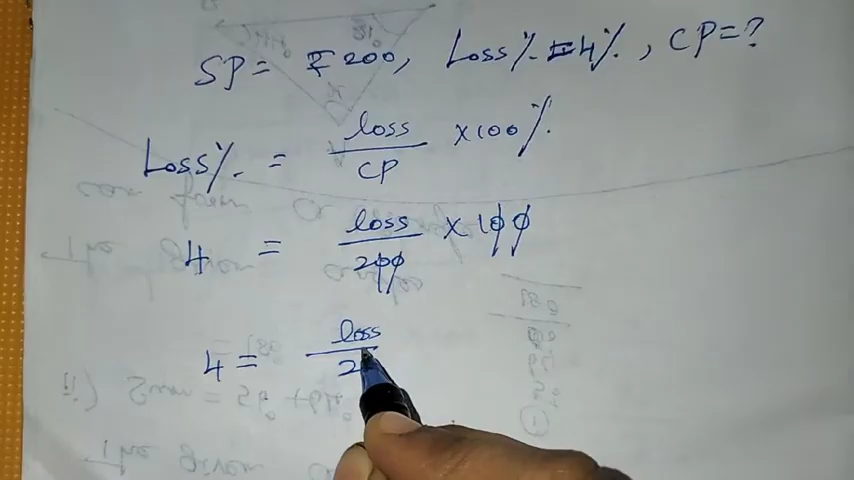 SP = ₹200, Loss% = 4%, CP = ?
Loss% = loss/CP × 100%.
4 = loss/200 × 100
4 = loss/2